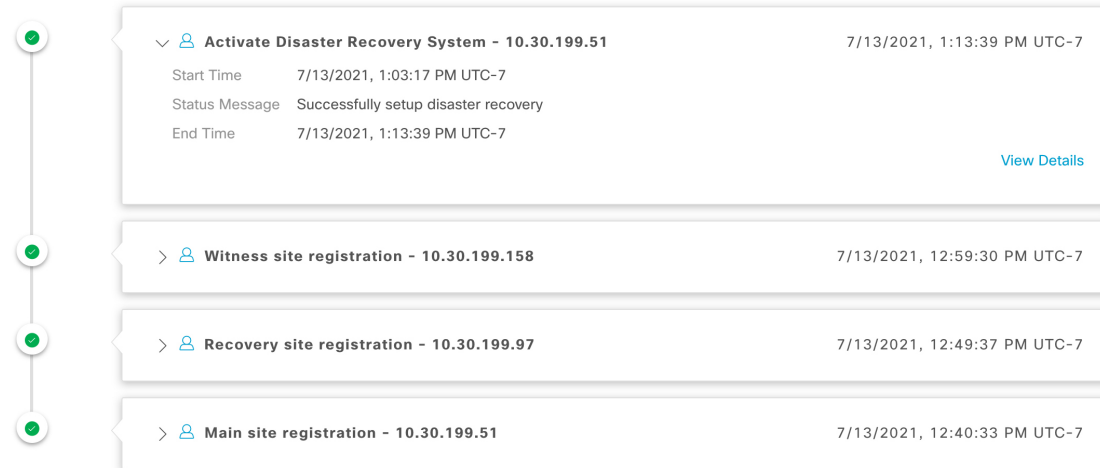 Activate Disaster Recovery System - 10.30.199.51 7/13/2021, 1:13:39 PM UTC-7
Start Time 7/13/2021, 1:03:17 PM UTC-7
Status Message Successfully setup disaster recovery
End Time 7/13/2021, 1:13:39 PM UTC-7
View Details
Witness site registration - 10.30.199.158 7/13/2021, 12:59:30 PM UTC-7
Recovery site registration - 10.30.199.97 7/13/2021, 12:49:37 PM UTC-7
Main site registration - 10.30.199.51 7/13/2021, 12:40:33 PM UTC-7